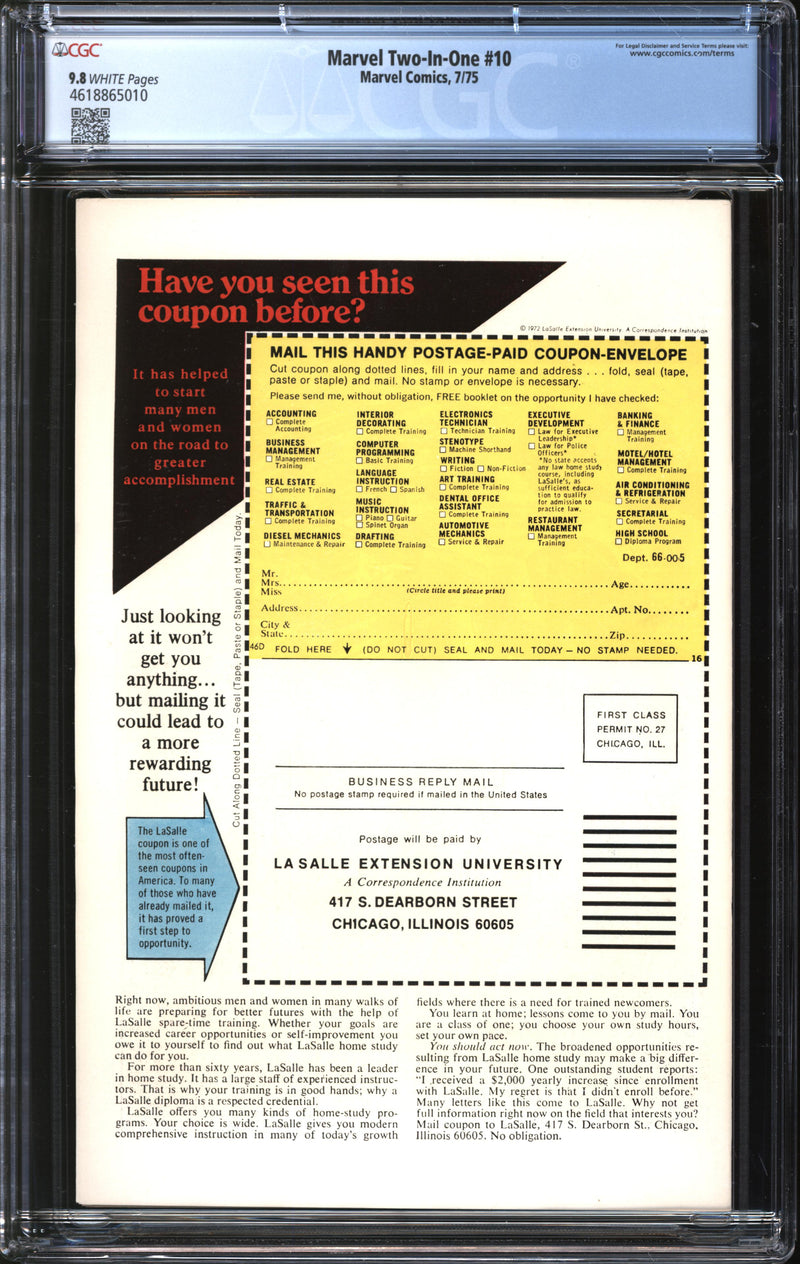 CGC
9.8 WHITE Pages
4618865010
Marvel Two-In-One #10
Marvel Comics, 7/75
For Legal Disclaimer and Service Terms please visit:
www.cgccomics.com/terms
CGC
Have you seen this
coupon before?
It has helped
to start
many men
and women
on the road to
greater
accomplishment
Just looking
at it won't
get you
anything...
but mailing it
could lead to
a more
rewarding
future!
The LaSalle
coupon is one of
the most often-
seen coupons in
America. To many
of those who have
already mailed it,
it has proved a
first step to
opportunity.
Cut Along Dotted Line – Seal (Tape, Paste or Staple) and Mail Today.
© 1972 LaSalle Extension University. A Correspondence Institution
MAIL THIS HANDY POSTAGE-PAID COUPON-ENVELOPE
Cut coupon along dotted lines, fill in your name and address . . . fold, seal (tape,
paste or staple) and mail. No stamp or envelope is necessary.
Please send me, without obligation, FREE booklet on the opportunity I have checked:
ACCOUNTING
☐ Complete
Accounting
BUSINESS
MANAGEMENT
☐ Management
Training
REAL ESTATE
☐ Complete Training
TRAFFIC &
TRANSPORTATION
☐ Complete Training
DIESEL MECHANICS
☐ Maintenance & Repair
INTERIOR
DECORATING
☐ Complete Training
COMPUTER
PROGRAMMING
☐ Basic Training
LANGUAGE
INSTRUCTION
☐ French ☐ Spanish
MUSIC
INSTRUCTION
☐ Piano ☐ Guitar
☐ Spinet Organ
DRAFTING
☐ Complete Training
ELECTRONICS
TECHNICIAN
☐ Technician Training
STENOTYPE
☐ Machine Shorthand
WRITING
☐ Fiction ☐ Non-Fiction
ART TRAINING
☐ Complete Training
DENTAL OFFICE
ASSISTANT
☐ Complete Training
AUTOMOTIVE
MECHANICS
☐ Service & Repair
EXECUTIVE
DEVELOPMENT
☐ Law for Executive
Leadership*
☐ Law for Police
Officers*
*No state accepts
any law home study
course, including
LaSalle's, as
sufficient educa-
tion to qualify
for admission to
practice law.
RESTAURANT
MANAGEMENT
☐ Management
Training
BANKING
& FINANCE
☐ Management
Training
MOTEL/HOTEL
MANAGEMENT
☐ Complete Training
AIR CONDITIONING
& REFRIGERATION
☐ Service & Repair
SECRETARIAL
☐ Complete Training
HIGH SCHOOL
☐ Diploma Program
Dept. 66-005
Mr.
Mrs.......... Age..........
Miss (Circle title and please print)
Address.......... Apt. No..........
City &
State.......... Zip..........
46D FOLD HERE (DO NOT CUT) SEAL AND MAIL TODAY – NO STAMP NEEDED.
16
FIRST CLASS
PERMIT NO. 27
CHICAGO, ILL.
BUSINESS REPLY MAIL
No postage stamp required if mailed in the United States
Postage will be paid by
LA SALLE EXTENSION UNIVERSITY
A Correspondence Institution
417 S. DEARBORN STREET
CHICAGO, ILLINOIS 60605
Right now, ambitious men and women in many walks of
life are preparing for better futures with the help of
LaSalle spare-time training. Whether your goals are
increased career opportunities or self-improvement you
owe it to yourself to find out what LaSalle home study
can do for you.
For more than sixty years, LaSalle has been a leader
in home study. It has a large staff of experienced instruc-
tors. That is why your training is in good hands; why a
LaSalle diploma is a respected credential.
LaSalle offers you many kinds of home-study pro-
grams. Your choice is wide. LaSalle gives you modern
comprehensive instruction in many of today's growth
fields where there is a need for trained newcomers.
You learn at home; lessons come to you by mail. You
are a class of one; you choose your own study hours,
set your own pace.
You should act now. The broadened opportunities re-
sulting from LaSalle home study may make a big differ-
ence in your future. One outstanding student reports:
"I received a $2,000 yearly increase since enrollment
with LaSalle. My regret is that I didn't enroll before."
Many letters like this come to LaSalle. Why not get
full information right now on the field that interests you?
Mail coupon to LaSalle, 417 S. Dearborn St., Chicago,
Illinois 60605. No obligation.